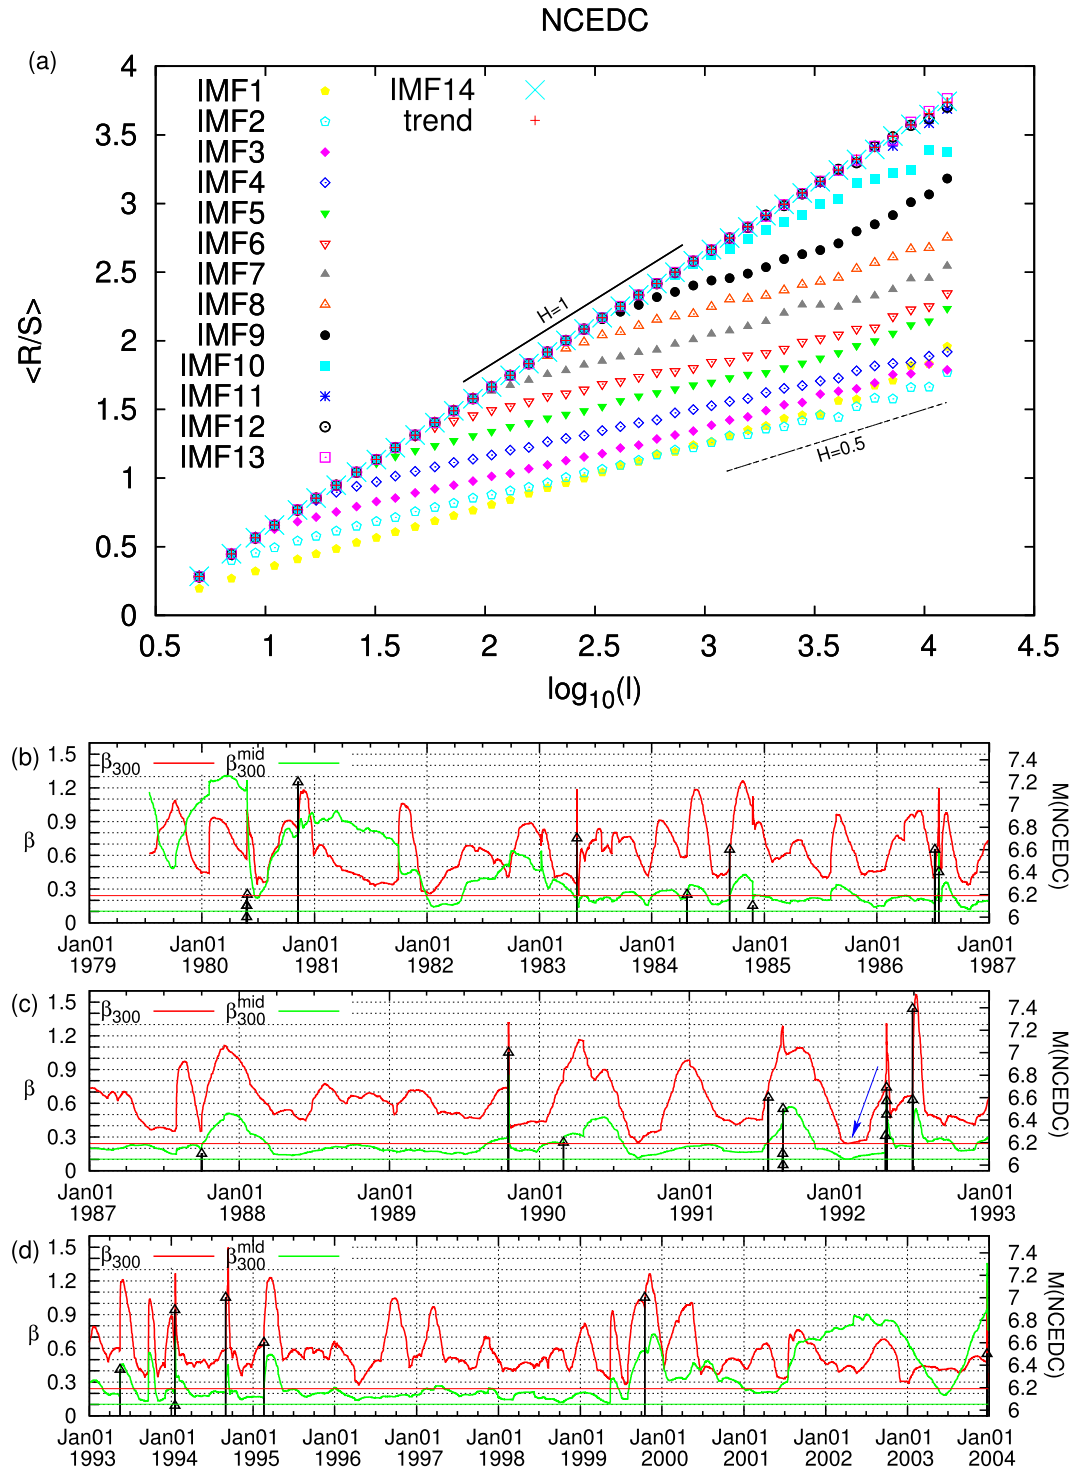 NCEDC
(a)
4
3.5
3
2.5
2
1.5
1
0.5
0
<R/S>
IMF1
IMF2
IMF3
IMF4
IMF5
IMF6
IMF7
IMF8
IMF9
IMF10
IMF11
IMF12
IMF13
IMF14
trend
H=1
H=0.5
0.5 1 1.5 2 2.5 3 3.5 4 4.5
log10(l)
(b)
β300 β300mid
1.5
1.2
0.9
0.6
0.3
0
β
7.4
7.2
7
6.8
6.6
6.4
6.2
6
M(NCEDC)
Jan01 Jan01 Jan01 Jan01 Jan01 Jan01 Jan01 Jan01 Jan01
1979 1980 1981 1982 1983 1984 1985 1986 1987
(c)
β300 β300mid
1.5
1.2
0.9
0.6
0.3
0
β
7.4
7.2
7
6.8
6.6
6.4
6.2
6
M(NCEDC)
Jan01 Jan01 Jan01 Jan01 Jan01 Jan01 Jan01
1987 1988 1989 1990 1991 1992 1993
(d)
β300 β300mid
1.5
1.2
0.9
0.6
0.3
0
β
7.4
7.2
7
6.8
6.6
6.4
6.2
6
M(NCEDC)
Jan01 Jan01 Jan01 Jan01 Jan01 Jan01 Jan01 Jan01 Jan01 Jan01 Jan01 Jan01
1993 1994 1995 1996 1997 1998 1999 2000 2001 2002 2003 2004